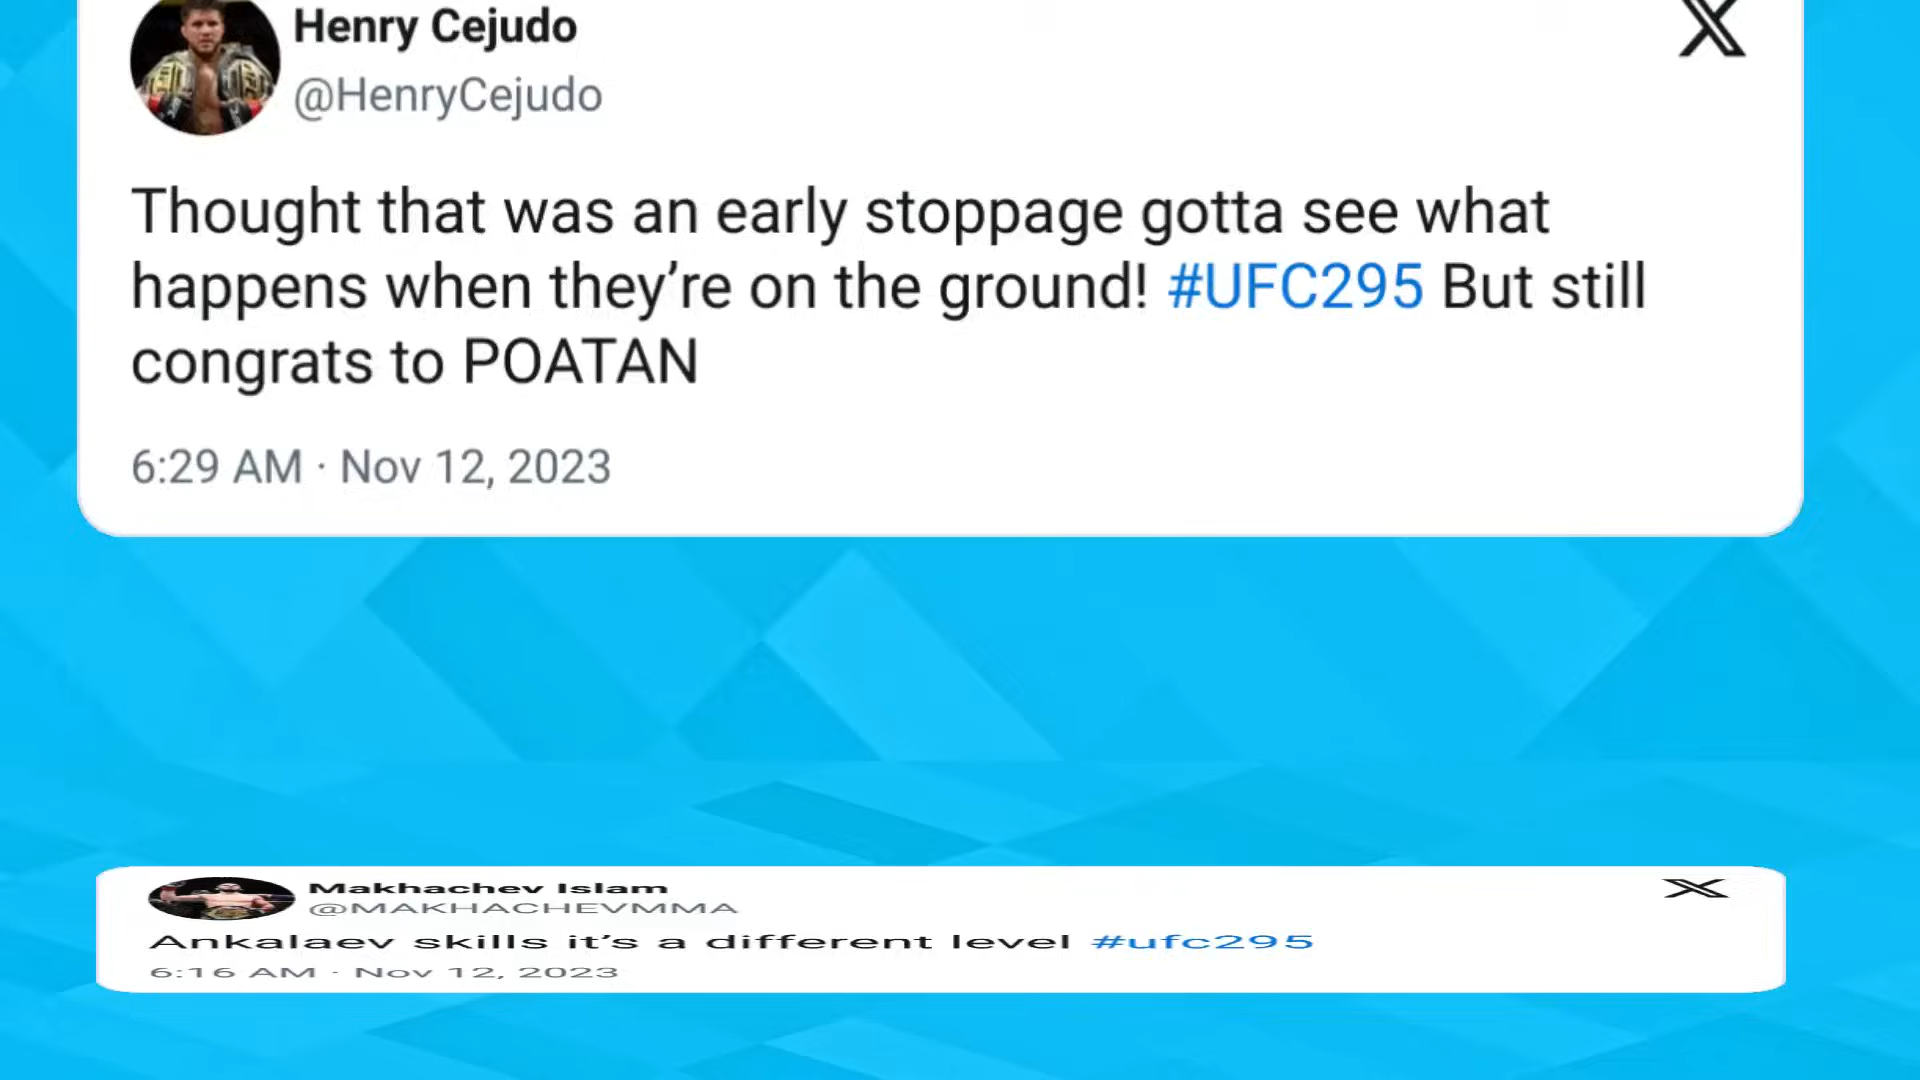 Henry Cejudo
@HenryCejudo
Thought that was an early stoppage gotta see what
happens when they’re on the ground! #UFC295 But still
congrats to POATAN
6:29 AM · Nov 12, 2023
Makhachev Islam
@MAKHACHEVMMA
Ankalaev skills it’s a different level #ufc295
6:16 AM · Nov 12, 2023